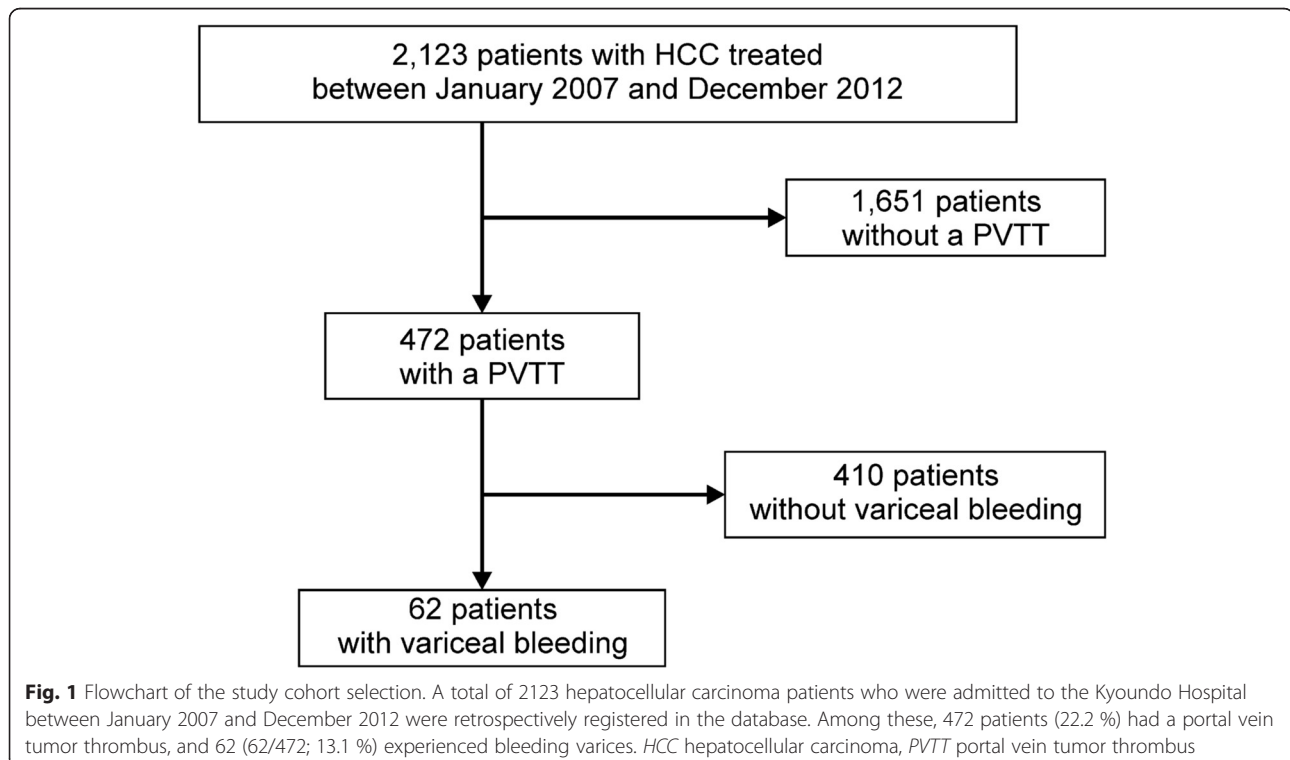 2,123 patients with HCC treated
between January 2007 and December 2012
1,651 patients
without a PVTT
472 patients
with a PVTT
410 patients
without variceal bleeding
62 patients
with variceal bleeding
Fig. 1 Flowchart of the study cohort selection. A total of 2123 hepatocellular carcinoma patients who were admitted to the Kyoundo Hospital
between January 2007 and December 2012 were retrospectively registered in the database. Among these, 472 patients (22.2 %) had a portal vein
tumor thrombus, and 62 (62/472; 13.1 %) experienced bleeding varices. HCC hepatocellular carcinoma, PVTT portal vein tumor thrombus